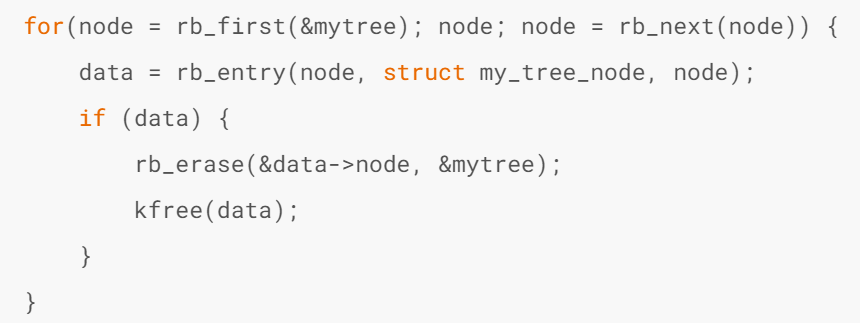 for(node = rb_first(&mytree); node; node = rb_next(node)) {
    data = rb_entry(node, struct my_tree_node, node);
    if (data) {
        rb_erase(&data->node, &mytree);
        kfree(data);
    }
}